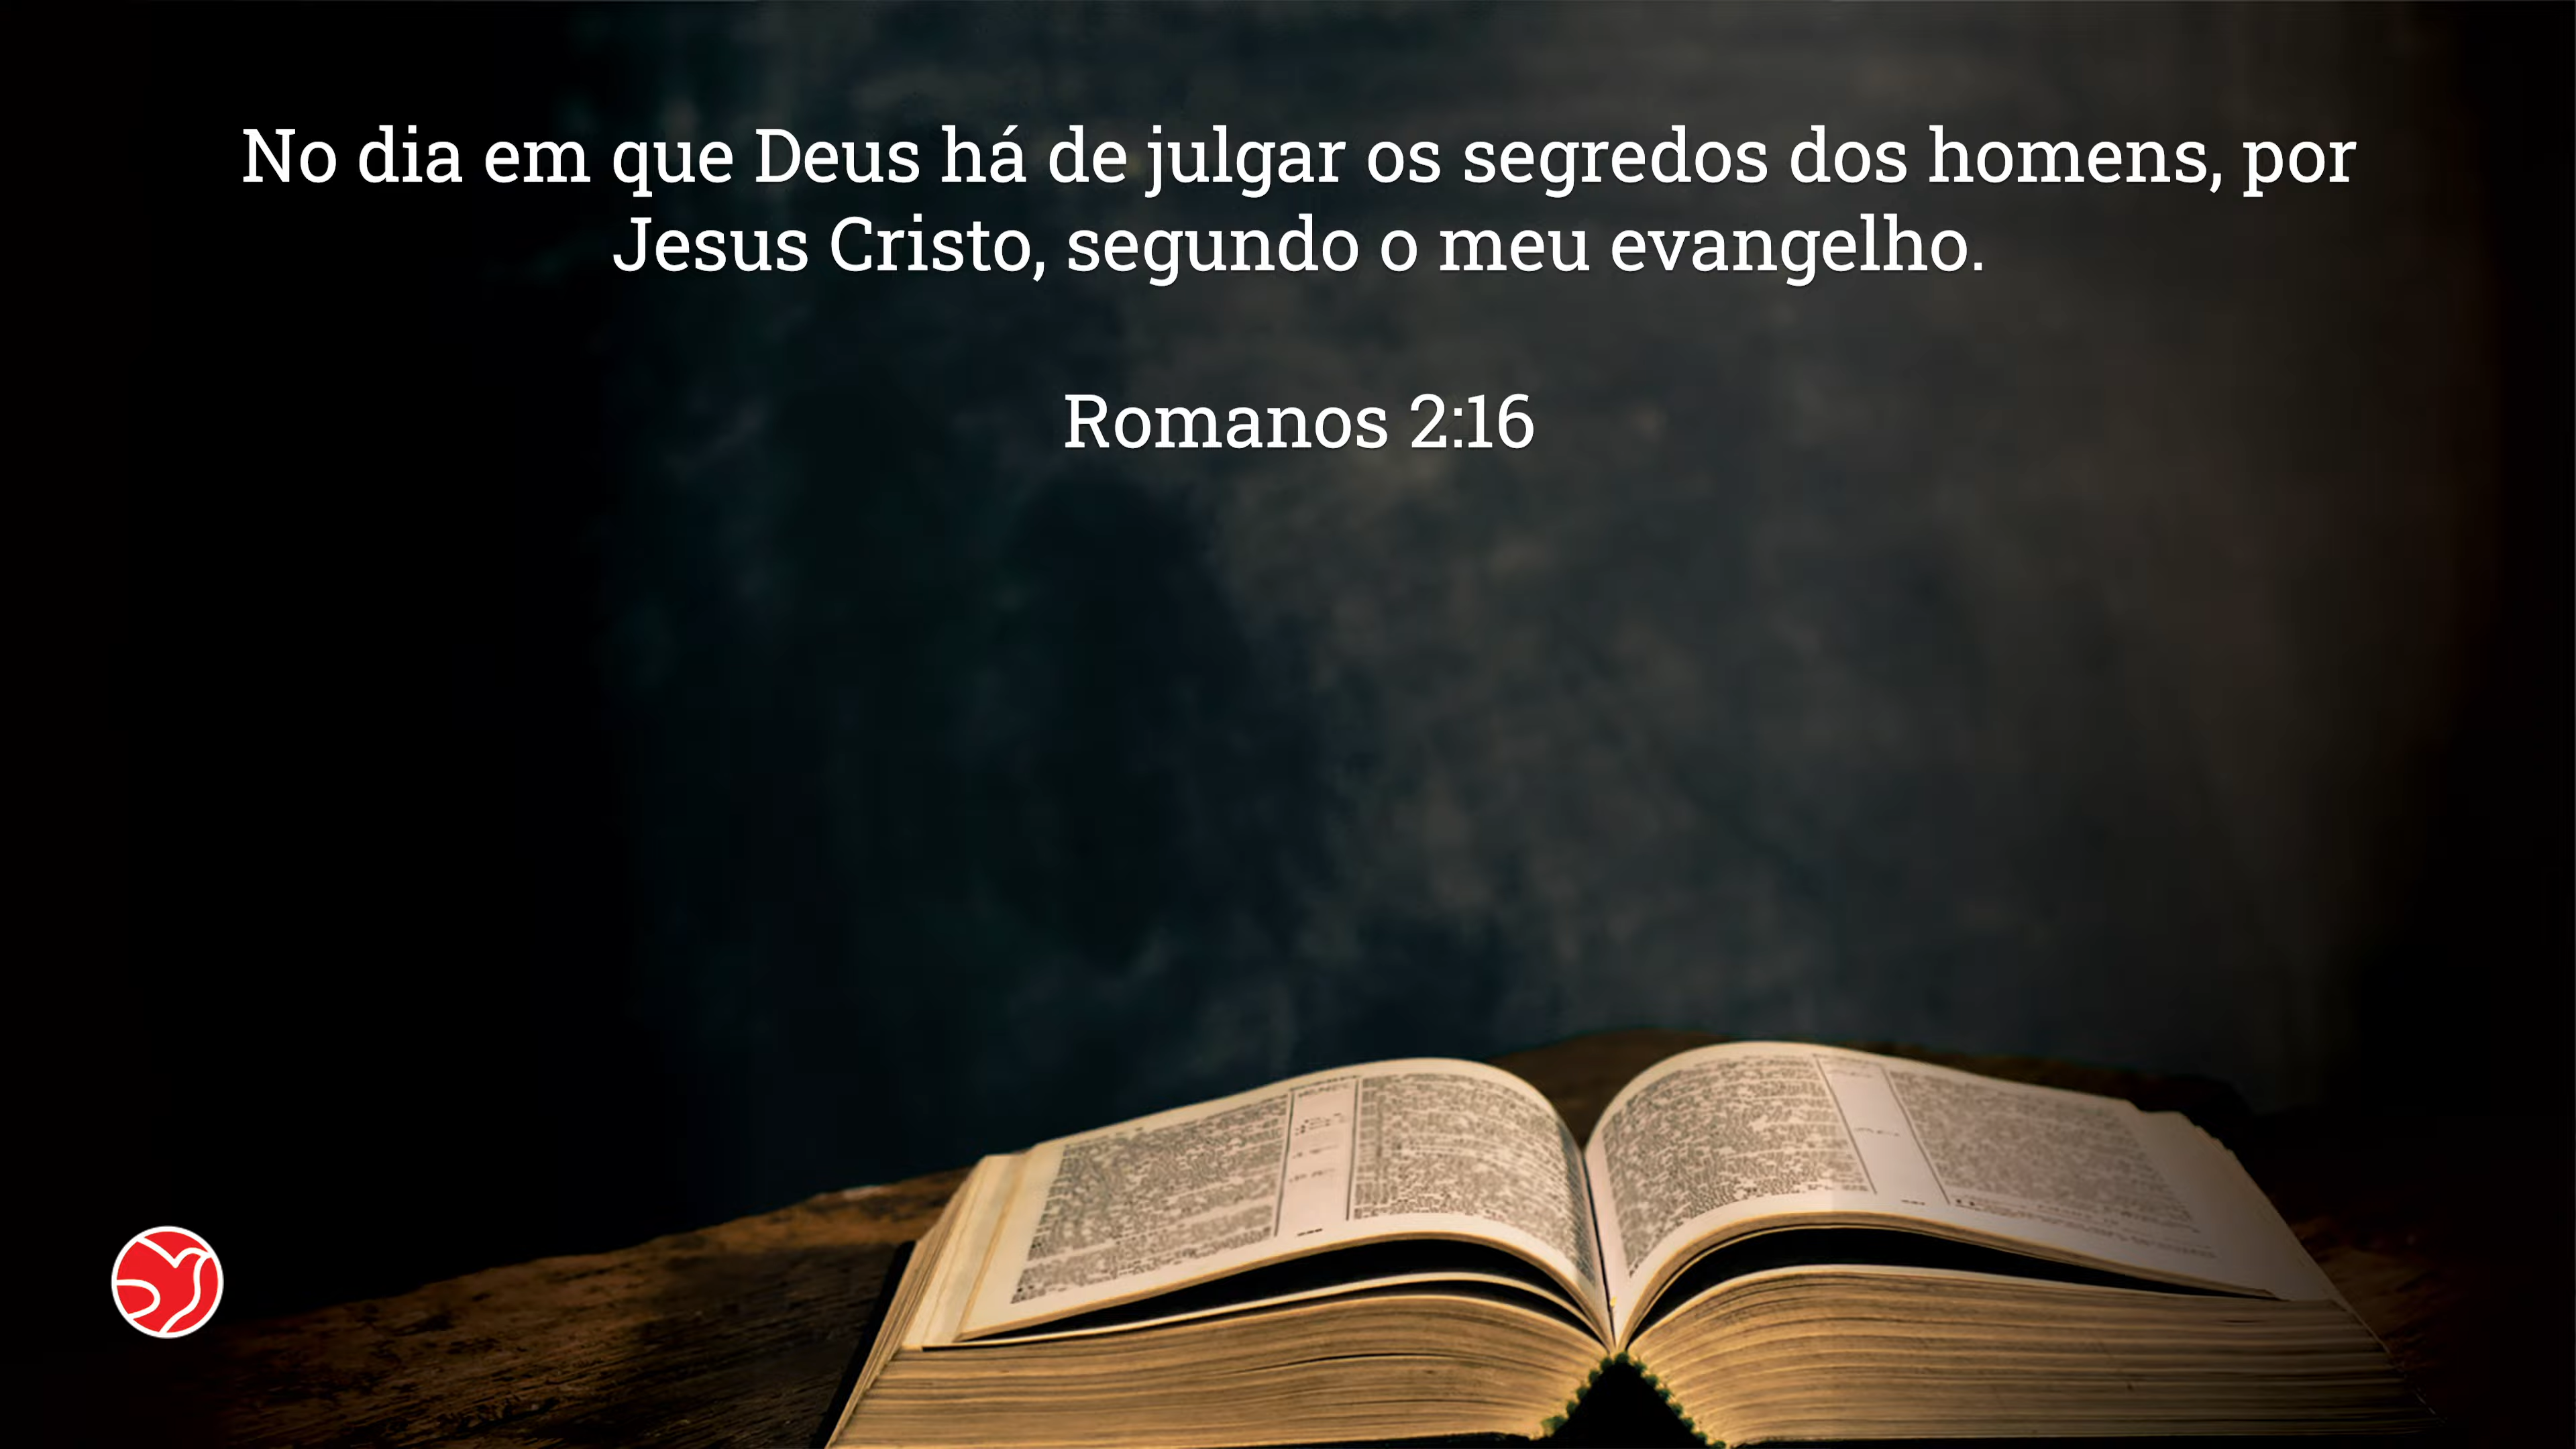 No dia em que Deus há de julgar os segredos dos homens, por
Jesus Cristo, segundo o meu evangelho.
Romanos 2:16